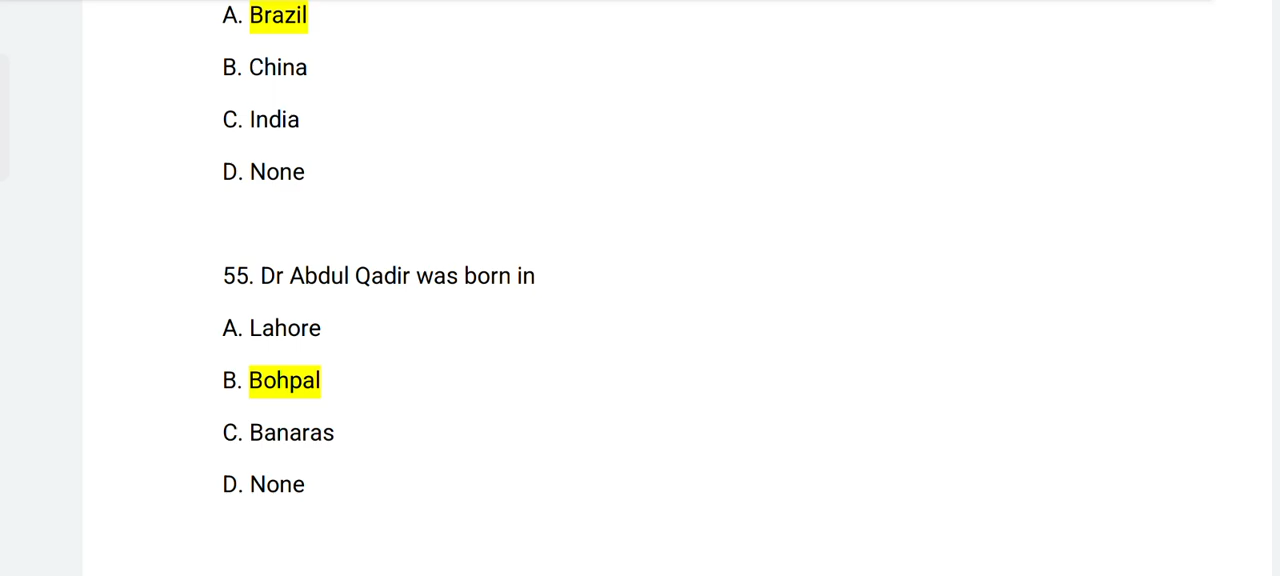 A. Brazil
B. China
C. India
D. None
55. Dr Abdul Qadir was born in
A. Lahore
B. Bohpal
C. Banaras
D. None